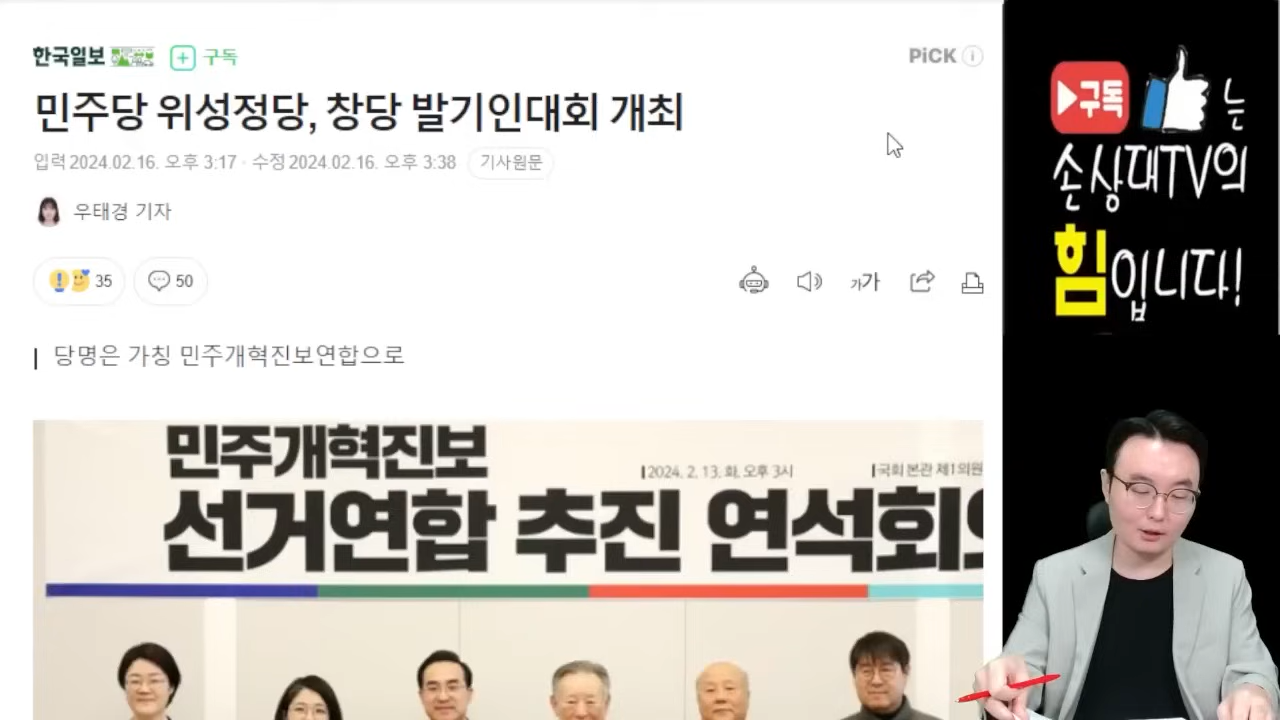 한국일보
구독
PiCK
민주당 위성정당, 창당 발기인대회 개최
입력 2024.02.16. 오후 3:17 · 수정 2024.02.16. 오후 3:38 기사원문
우태경 기자
35
50
가가
당명은 가칭 민주개혁진보연합으로
민주개혁진보
2024. 2. 13. 화. 오후 3시
국회 본관 제1의원
선거연합 추진 연석회의
구독
는
손상대TV의
힘입니다!